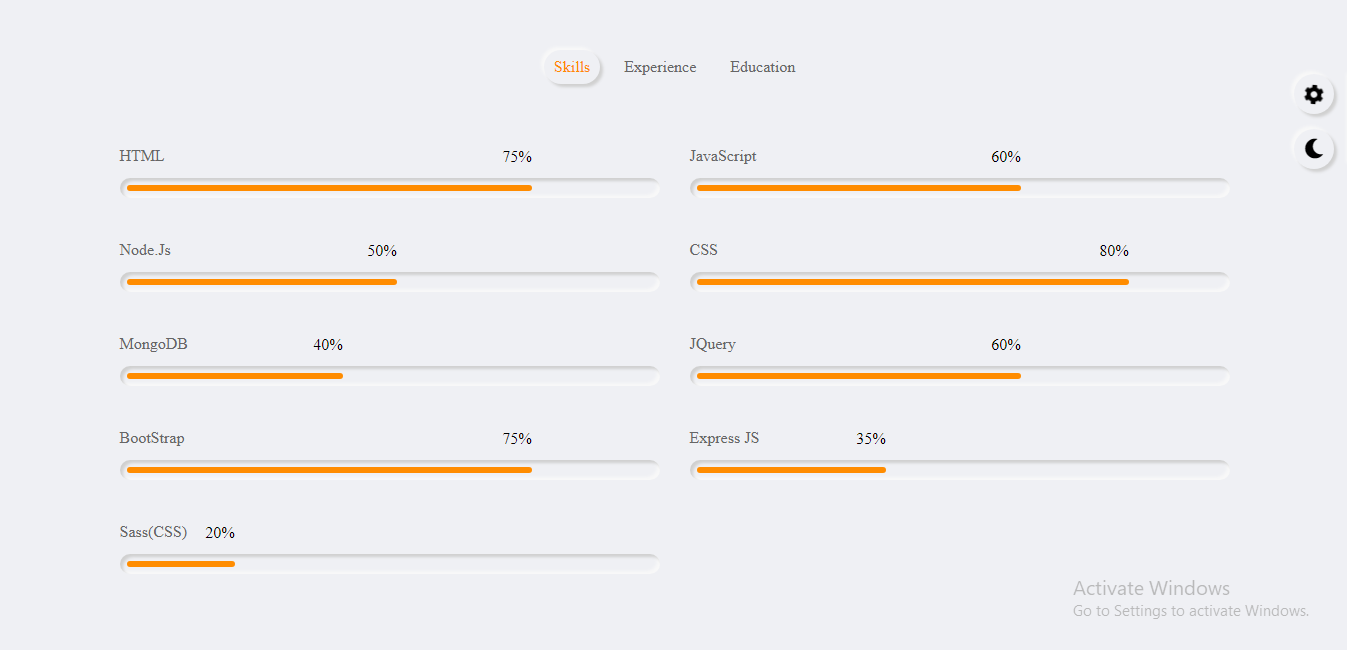 Skills Experience Education
HTML 75% JavaScript 60%
Node.Js 50% CSS 80%
MongoDB 40% JQuery 60%
BootStrap 75% Express JS 35%
Sass(CSS) 20%
Activate Windows
Go to Settings to activate Windows.